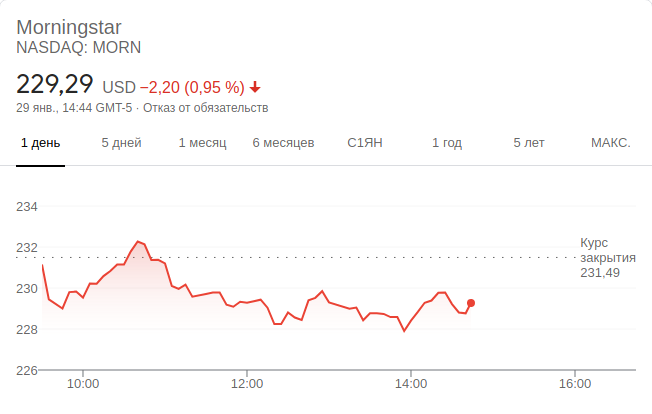 Morningstar
NASDAQ: MORN
229,29 USD −2,20 (0,95 %)
29 янв., 14:44 GMT-5 · Отказ от обязательств
1 день 5 дней 1 месяц 6 месяцев С1ЯН 1 год 5 лет МАКС.
234
232
230
228
226
Курс
закрытия
231,49
10:00 12:00 14:00 16:00